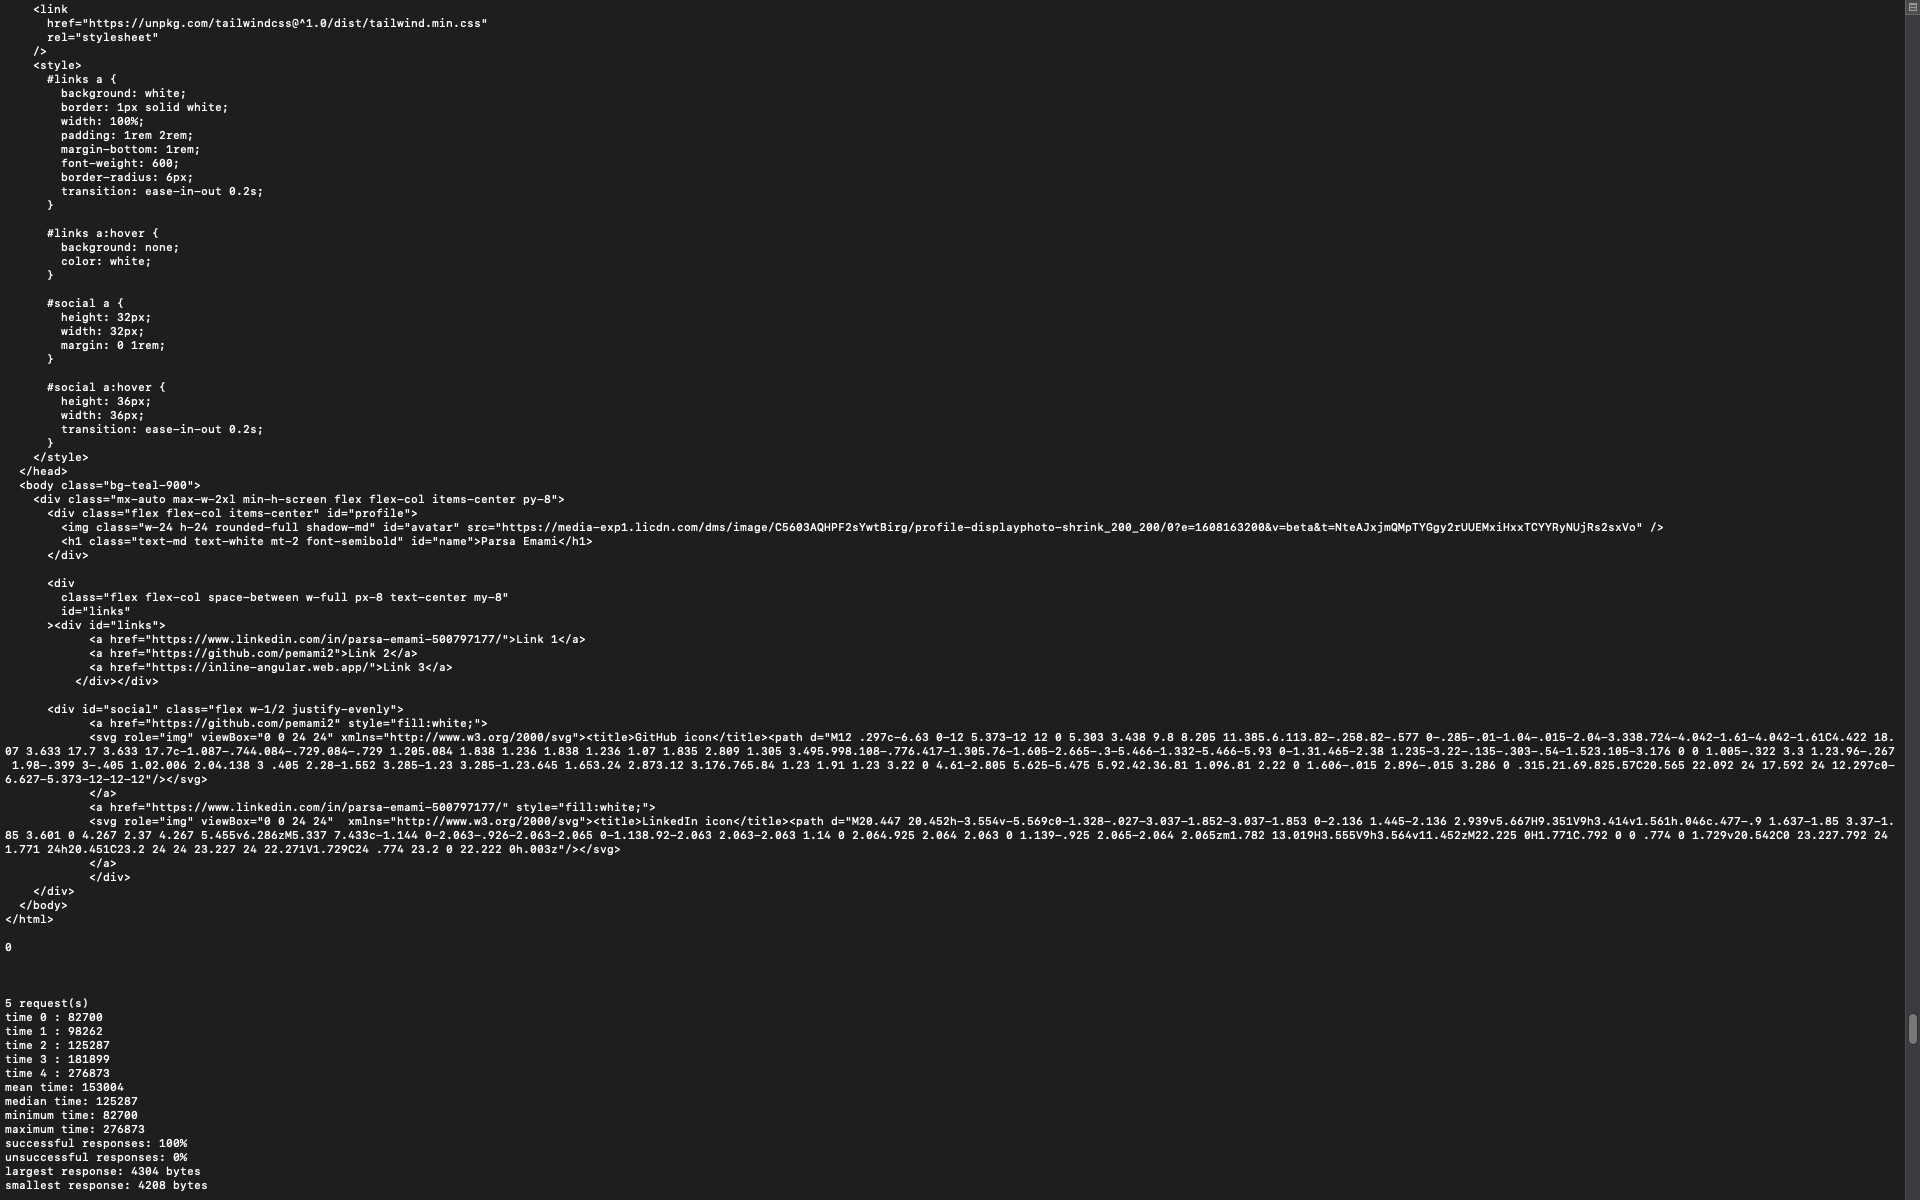 <link
      href="https://unpkg.com/tailwindcss@^1.0/dist/tailwind.min.css"
      rel="stylesheet"
    />
    <style>
      #links a {
        background: white;
        border: 1px solid white;
        width: 100%;
        padding: 1rem 2rem;
        margin-bottom: 1rem;
        font-weight: 600;
        border-radius: 6px;
        transition: ease-in-out 0.2s;
      }

      #links a:hover {
        background: none;
        color: white;
      }

      #social a {
        height: 32px;
        width: 32px;
        margin: 0 1rem;
      }

      #social a:hover {
        height: 36px;
        width: 36px;
        transition: ease-in-out 0.2s;
      }
    </style>
  </head>
  <body class="bg-teal-900">
    <div class="mx-auto max-w-2xl min-h-screen flex flex-col items-center py-8">
      <div class="flex flex-col items-center" id="profile">
        <img class="w-24 h-24 rounded-full shadow-md" id="avatar" src="https://media-exp1.licdn.com/dms/image/C5603AQHPF2sYwtBirg/profile-displayphoto-shrink_200_200/0?e=1608163200&v=beta&t=NteAJxjmQMpTYGgy2rUUEMxiHxxTCYYRyNUjRs2sxVo" />
        <h1 class="text-md text-white mt-2 font-semibold" id="name">Parsa Emami</h1>
      </div>

      <div
        class="flex flex-col space-between w-full px-8 text-center my-8"
        id="links"
      ><div id="links">
            <a href="https://www.linkedin.com/in/parsa-emami-500797177/">Link 1</a>
            <a href="https://github.com/pemami2">Link 2</a>
            <a href="https://inline-angular.web.app/">Link 3</a>
          </div></div>

      <div id="social" class="flex w-1/2 justify-evenly">
            <a href="https://github.com/pemami2" style="fill:white;">
            <svg role="img" viewBox="0 0 24 24" xmlns="http://www.w3.org/2000/svg"><title>GitHub icon</title><path d="M12 .297c-6.63 0-12 5.373-12 12 0 5.303 3.438 9.8 8.205 11.385.6.113.82-.258.82-.577 0-.285-.01-1.04-.015-2.04-3.338.724-4.042-1.61-4.042-1.61C4.422 18.
07 3.633 17.7 3.633 17.7c-1.087-.744.084-.729.084-.729 1.205.084 1.838 1.236 1.838 1.236 1.07 1.835 2.809 1.305 3.495.998.108-.776.417-1.305.76-1.605-2.665-.3-5.466-1.332-5.466-5.93 0-1.31.465-2.38 1.235-3.22-.135-.303-.54-1.523.105-3.176 0 0 1.005-.322 3.3 1.23.96-.267
 1.98-.399 3-.405 1.02.006 2.04.138 3 .405 2.28-1.552 3.285-1.23 3.285-1.23.645 1.653.24 2.873.12 3.176.765.84 1.23 1.91 1.23 3.22 0 4.61-2.805 5.625-5.475 5.92.42.36.81 1.096.81 2.22 0 1.606-.015 2.896-.015 3.286 0 .315.21.69.825.57C20.565 22.092 24 17.592 24 12.297c0-
6.627-5.373-12-12-12"/></svg>
            </a>
            <a href="https://www.linkedin.com/in/parsa-emami-500797177/" style="fill:white;">
            <svg role="img" viewBox="0 0 24 24"  xmlns="http://www.w3.org/2000/svg"><title>LinkedIn icon</title><path d="M20.447 20.452h-3.554v-5.569c0-1.328-.027-3.037-1.852-3.037-1.853 0-2.136 1.445-2.136 2.939v5.667H9.351V9h3.414v1.561h.046c.477-.9 1.637-1.85 3.37-1.
85 3.601 0 4.267 2.37 4.267 5.455v6.286zM5.337 7.433c-1.144 0-2.063-.926-2.063-2.065 0-1.138.92-2.063 2.063-2.063 1.14 0 2.064.925 2.064 2.063 0 1.139-.925 2.065-2.064 2.065zm1.782 13.019H3.555V9h3.564v11.452zM22.225 0H1.771C.792 0 0 .774 0 1.729v20.542C0 23.227.792 24
1.771 24h20.451C23.2 24 24 23.227 24 22.271V1.729C24 .774 23.2 0 22.222 0h.003z"/></svg>
            </a>
            </div>
    </div>
  </body>
</html>

0

5 request(s)
time 0 : 82700
time 1 : 98262
time 2 : 125287
time 3 : 181899
time 4 : 276873
mean time: 153004
median time: 125287
minimum time: 82700
maximum time: 276873
successful responses: 100%
unsuccessful responses: 0%
largest response: 4304 bytes
smallest response: 4208 bytes